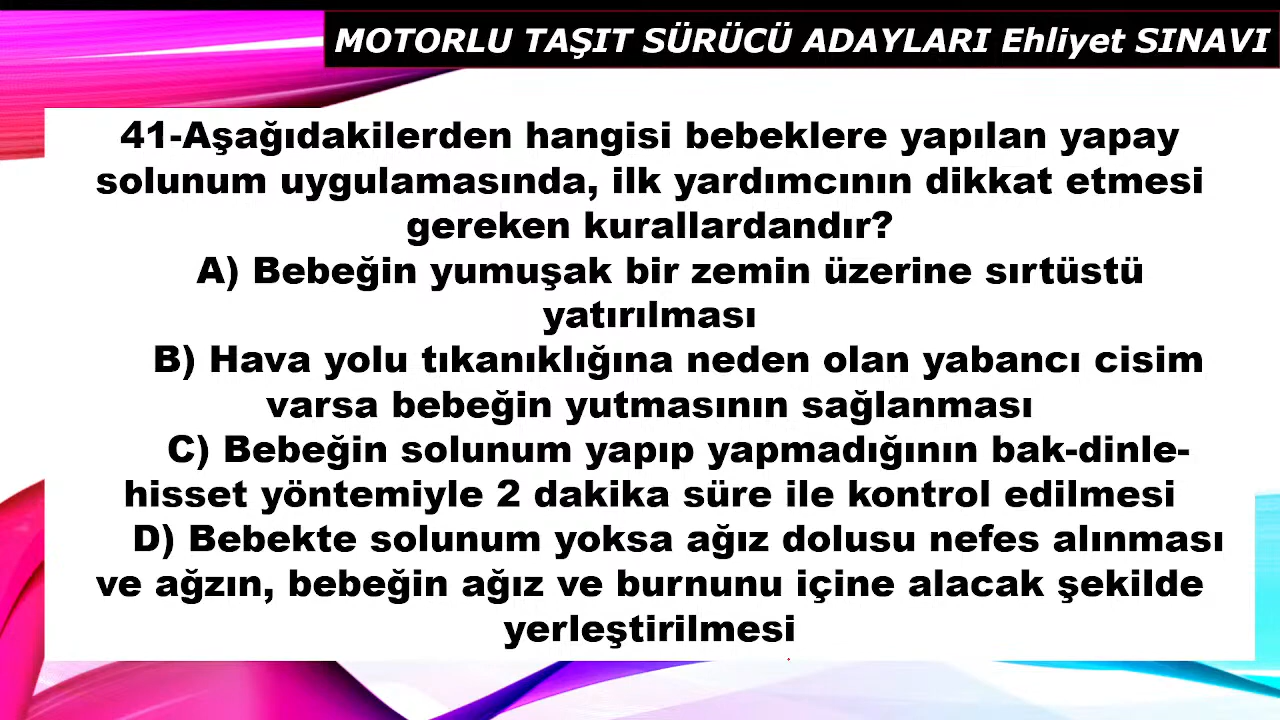 MOTORLU TAŞIT SÜRÜCÜ ADAYLARI Ehliyet SINAVI
41-Aşağıdakilerden hangisi bebeklere yapılan yapay
solunum uygulamasında, ilk yardımcının dikkat etmesi
gereken kurallardandır?
A) Bebeğin yumuşak bir zemin üzerine sırtüstü
yatırılması
B) Hava yolu tıkanıklığına neden olan yabancı cisim
varsa bebeğin yutmasının sağlanması
C) Bebeğin solunum yapıp yapmadığının bak-dinle-
hisset yöntemiyle 2 dakika süre ile kontrol edilmesi
D) Bebekte solunum yoksa ağız dolusu nefes alınması
ve ağzın, bebeğin ağız ve burnunu içine alacak şekilde
yerleştirilmesi